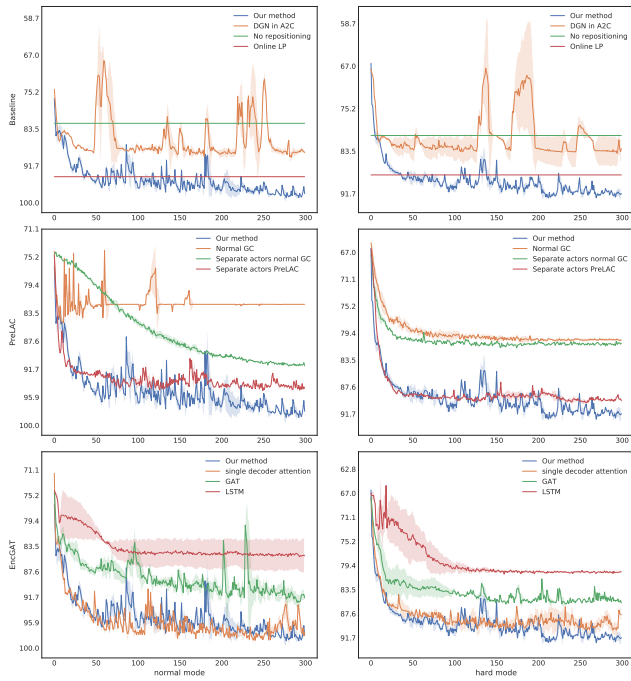 58.7
67.0
75.2
83.5
91.7
100.0
Baseline
Our method
DGN in A2C
No repositioning
Online LP
0 50 100 150 200 250 300
58.7
67.0
75.2
83.5
91.7
Our method
DGN in A2C
No repositioning
Online LP
0 50 100 150 200 250 300
71.1
75.2
79.4
83.5
87.6
91.7
95.9
100.0
PreLAC
Our method
Normal GC
Separate actors normal GC
Separate actors PreLAC
0 50 100 150 200 250 300
67.0
71.1
75.2
79.4
83.5
87.6
91.7
Our method
Normal GC
Separate actors normal GC
Separate actors PreLAC
0 50 100 150 200 250 300
71.1
75.2
79.4
83.5
87.6
91.7
95.9
100.0
EncGAT
Our method
single decoder attention
GAT
LSTM
0 50 100 150 200 250 300
normal mode
62.8
67.0
71.1
75.2
79.4
83.5
87.6
91.7
Our method
single decoder attention
GAT
LSTM
0 50 100 150 200 250 300
hard mode